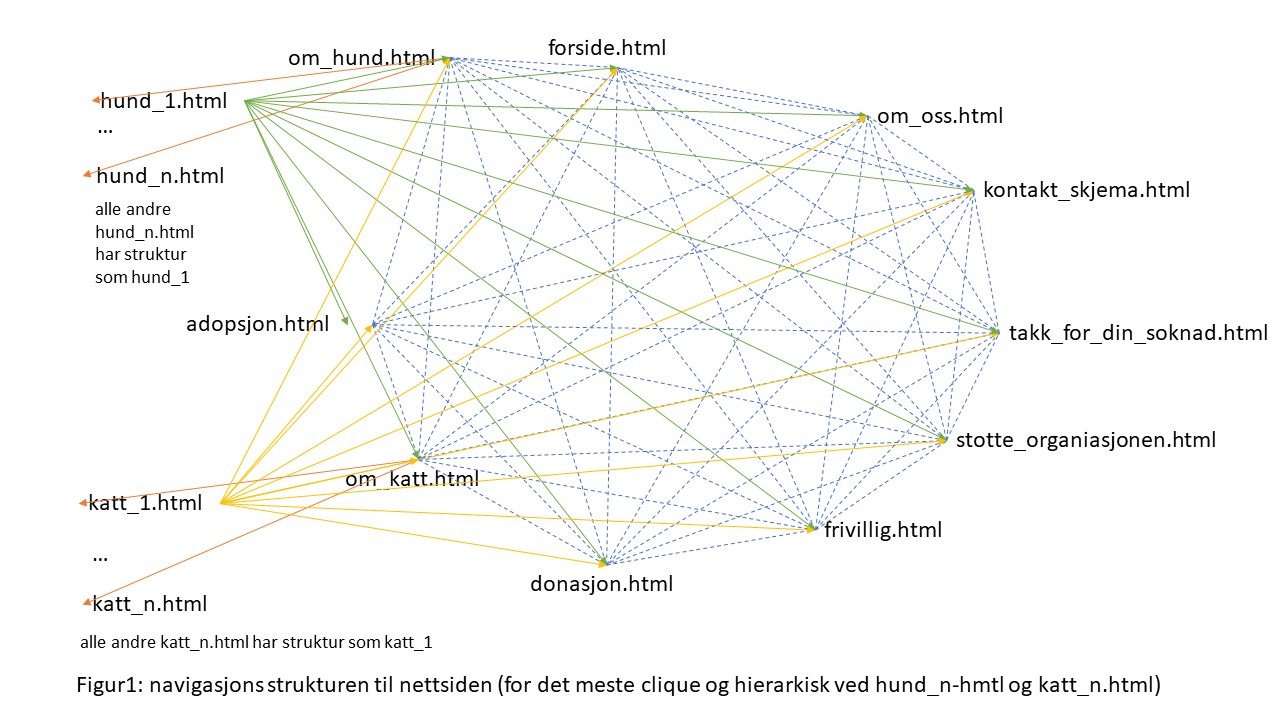 forside.html
om_hund.html
hund_1.html
om_oss.html
...
hund_n.html
kontakt_skjema.html
alle andre
hund_n.html
har struktur
som hund_1
adopsjon.html
takk_for_din_soknad.html
stotte_organiasjonen.html
om_katt.html
katt_1.html
frivillig.html
...
donasjon.html
katt_n.html
alle andre katt_n.html har struktur som katt_1
Figur1: navigasjonsstrukturen til nettsiden (for det meste clique og hierarkisk ved hund_n-hmtl og katt_n.html)